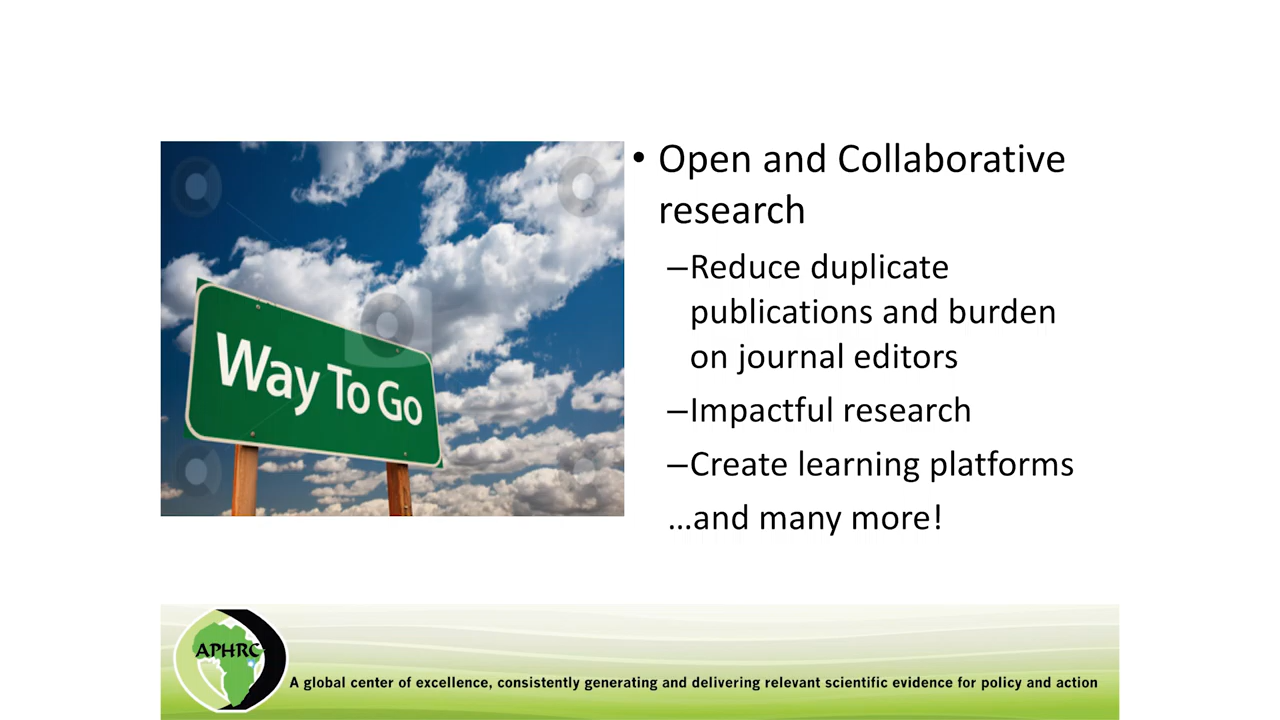 Way To Go
• Open and Collaborative
research
–Reduce duplicate
publications and burden
on journal editors
–Impactful research
–Create learning platforms
…and many more!
APHRC
A global center of excellence, consistently generating and delivering relevant scientific evidence for policy and action